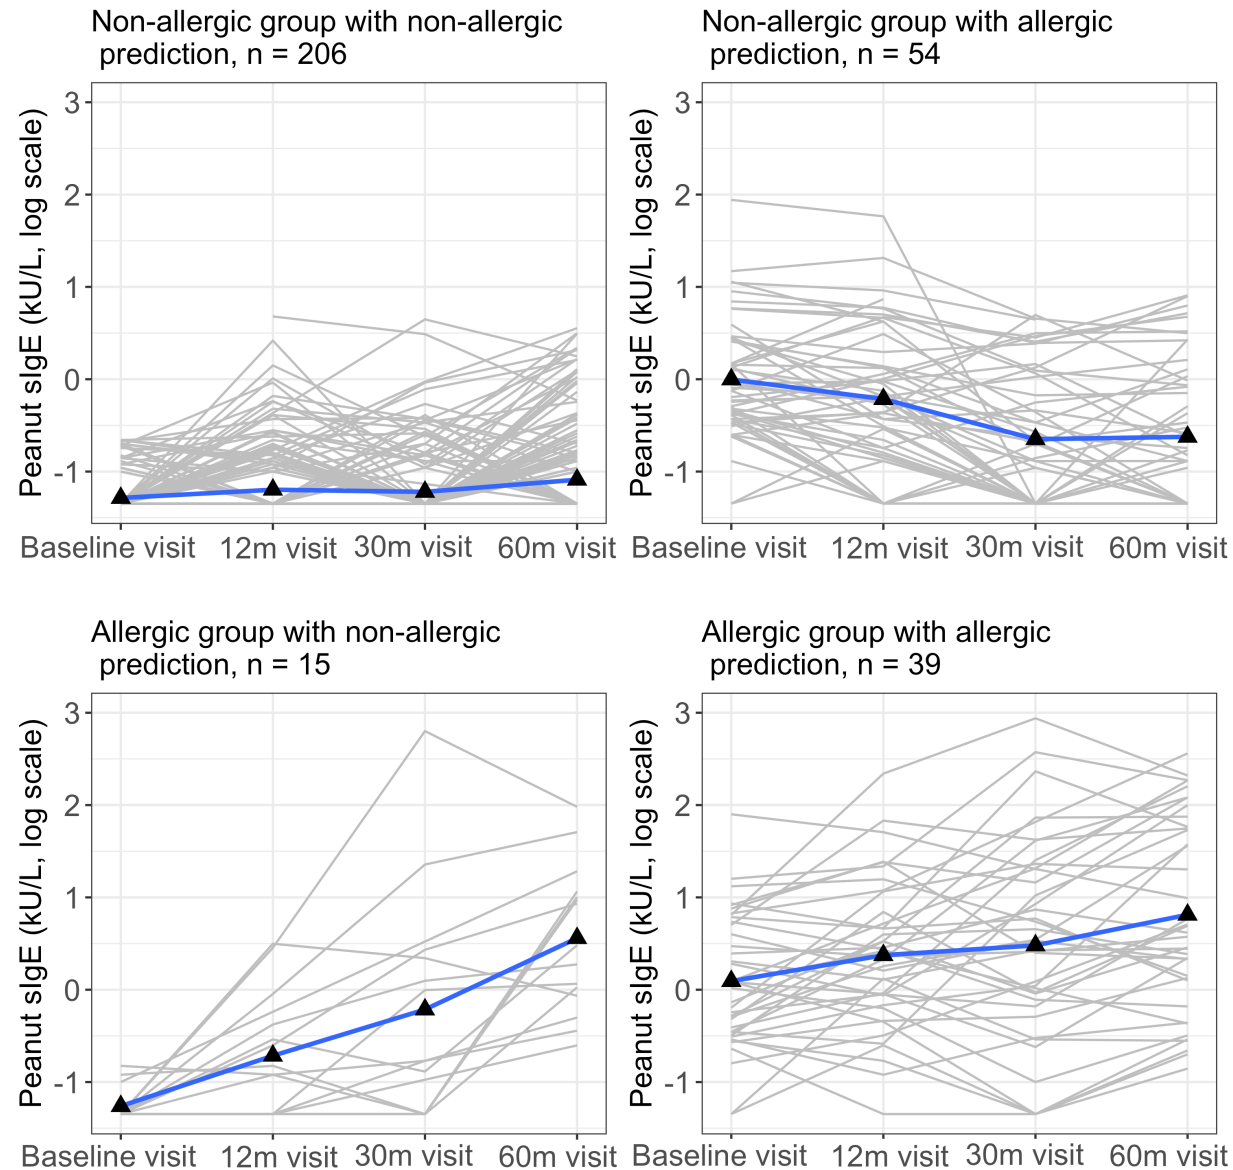 Non-allergic group with non-allergic
prediction, n = 206
Peanut sIgE (kU/L, log scale)
3
2
1
0
-1
Baseline visit 12m visit 30m visit 60m visit
Non-allergic group with allergic
prediction, n = 54
Peanut sIgE (kU/L, log scale)
3
2
1
0
-1
Baseline visit 12m visit 30m visit 60m visit
Allergic group with non-allergic
prediction, n = 15
Peanut sIgE (kU/L, log scale)
3
2
1
0
-1
Baseline visit 12m visit 30m visit 60m visit
Allergic group with allergic
prediction, n = 39
Peanut sIgE (kU/L, log scale)
3
2
1
0
-1
Baseline visit 12m visit 30m visit 60m visit